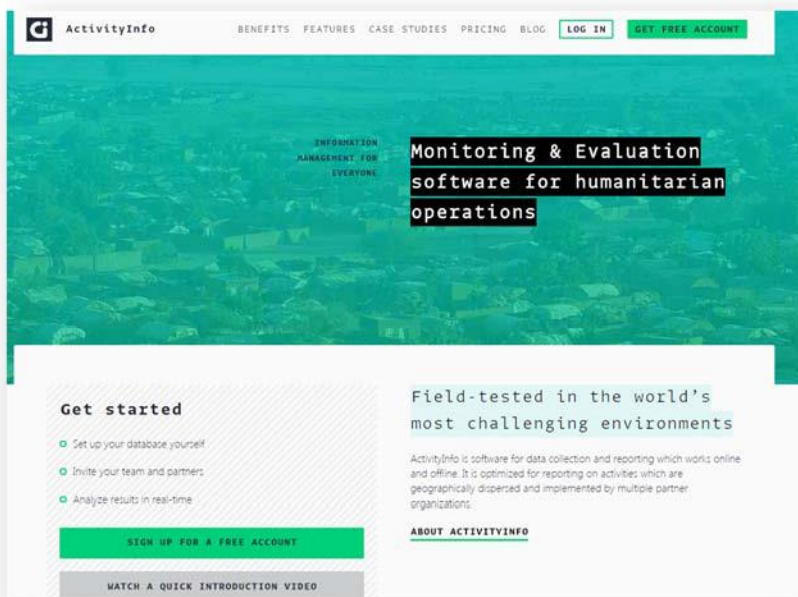 ActivityInfo
BENEFITS FEATURES CASE STUDIES PRICING BLOG LOG IN GET FREE ACCOUNT
INFORMATION
MANAGEMENT FOR
EVERYONE
Monitoring & Evaluation
software for humanitarian
operations
Get started
Set up your database yourself
Invite your team and partners
Analyze results in real-time
SIGN UP FOR A FREE ACCOUNT
WATCH A QUICK INTRODUCTION VIDEO
Field-tested in the world's
most challenging environments
ActivityInfo is software for data collection and reporting which works online
and offline. It is optimized for reporting on activities which are
geographically dispersed and implemented by multiple partner
organizations.
ABOUT ACTIVITYINFO